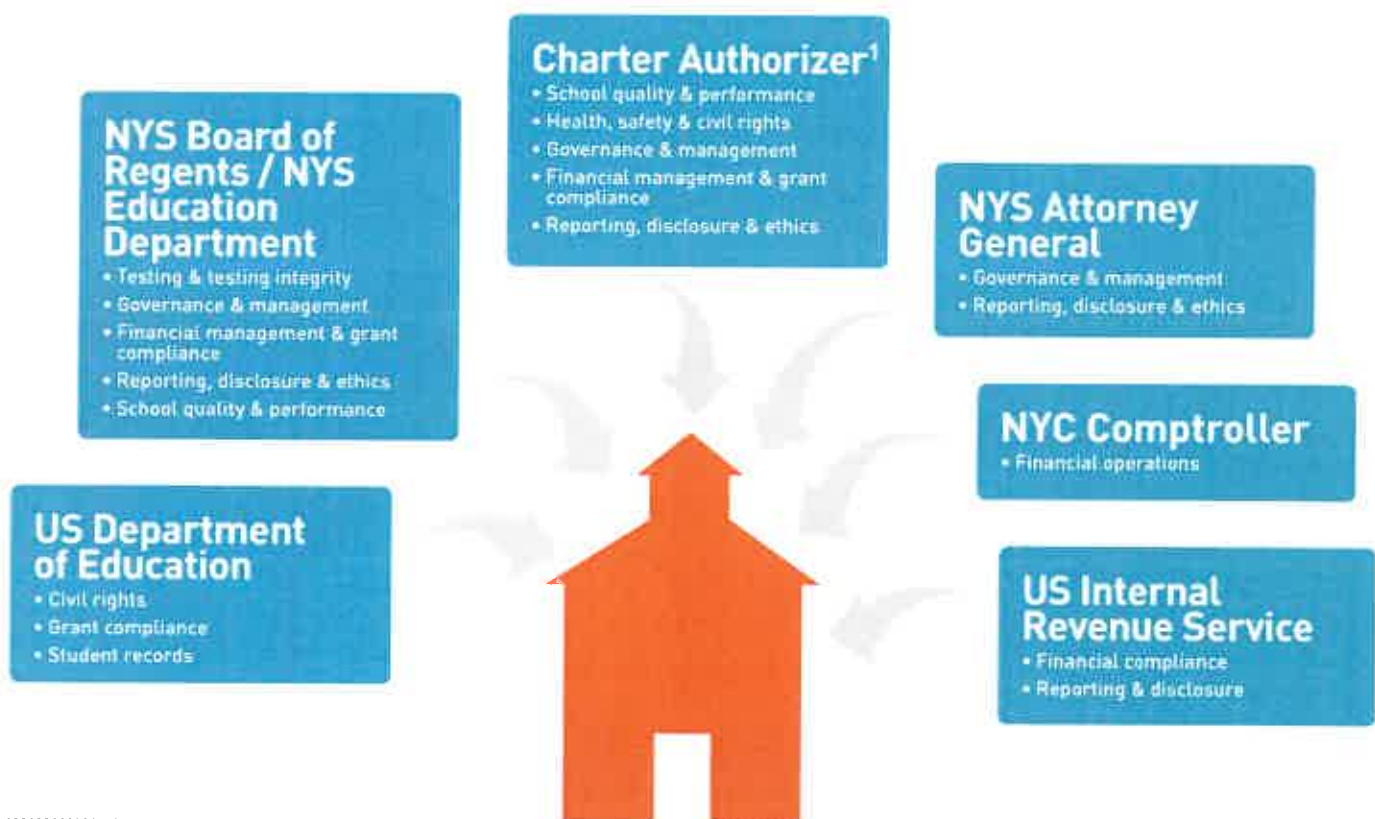 Charter Authorizer¹
• School quality & performance
• Health, safety & civil rights
• Governance & management
• Financial management & grant
compliance
• Reporting, disclosure & ethics
NYS Board of
Regents / NYS
Education
Department
• Testing & testing integrity
• Governance & management
• Financial management & grant
compliance
• Reporting, disclosure & ethics
• School quality & performance
NYS Attorney
General
• Governance & management
• Reporting, disclosure & ethics
NYC Comptroller
• Financial operations
US Department
of Education
• Civil rights
• Grant compliance
• Student records
US Internal
Revenue Service
• Financial compliance
• Reporting & disclosure